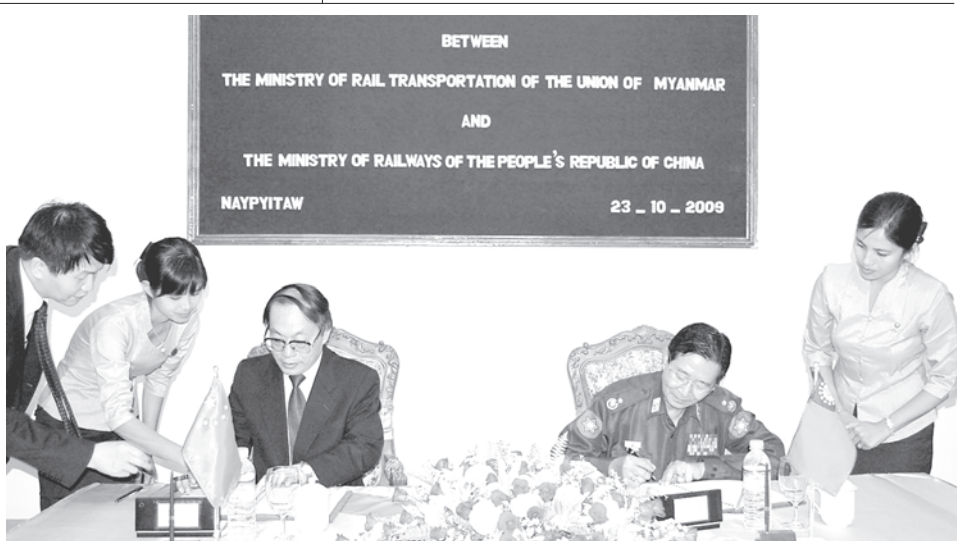 BETWEEN
THE MINISTRY OF RAIL TRANSPORTATION OF THE UNION OF MYANMAR
AND
THE MINISTRY OF RAILWAYS OF THE PEOPLE'S REPUBLIC OF CHINA
NAYPYITAW 23 _ 10 _ 2009